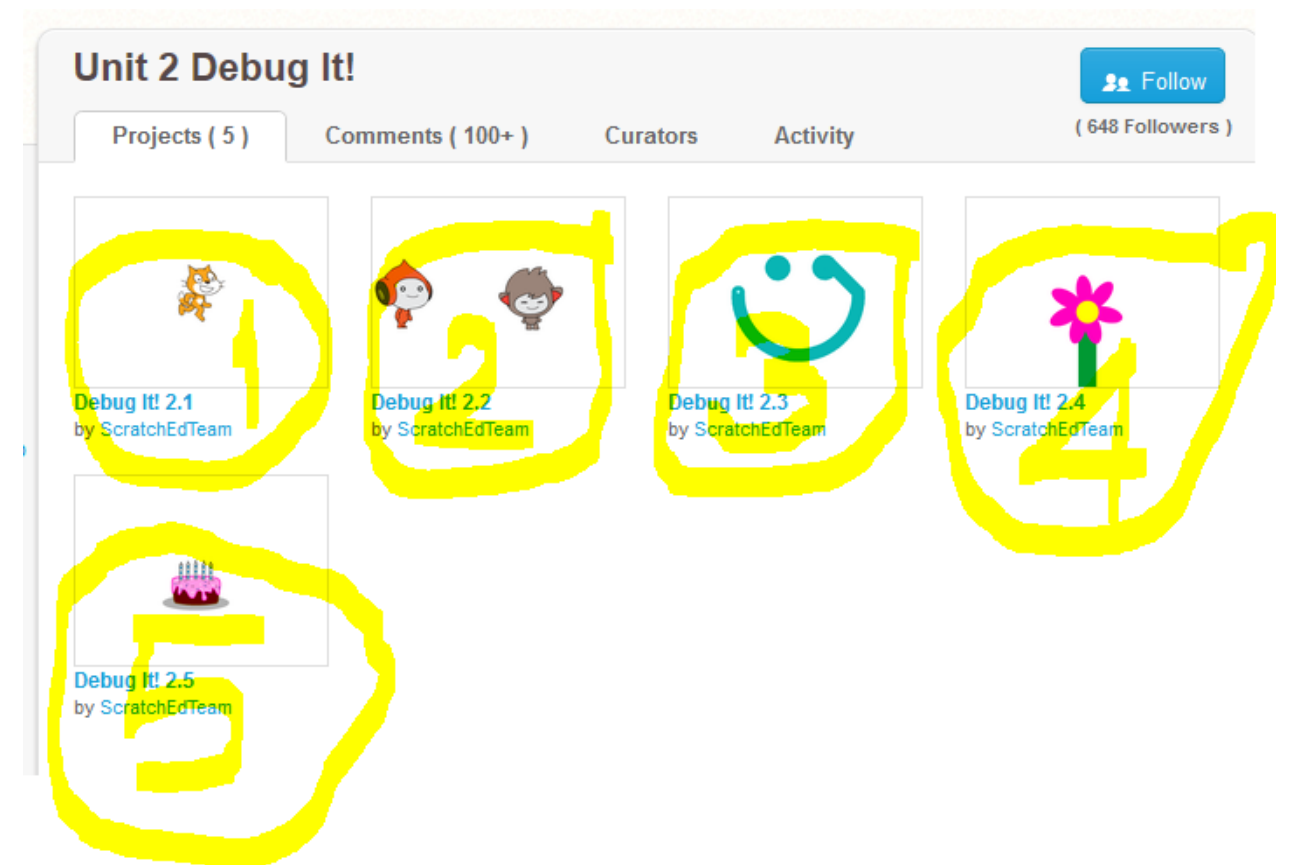 Unit 2 Debug It!
Follow
Projects ( 5 )
Comments ( 100+ )
Curators
Activity
( 648 Followers )
1
2
3
4
Debug It! 2.1
by ScratchEdTeam
Debug It! 2.2
by ScratchEdTeam
Debug It! 2.3
by ScratchEdTeam
Debug It! 2.4
by ScratchEdTeam
5
Debug It! 2.5
by ScratchEdTeam